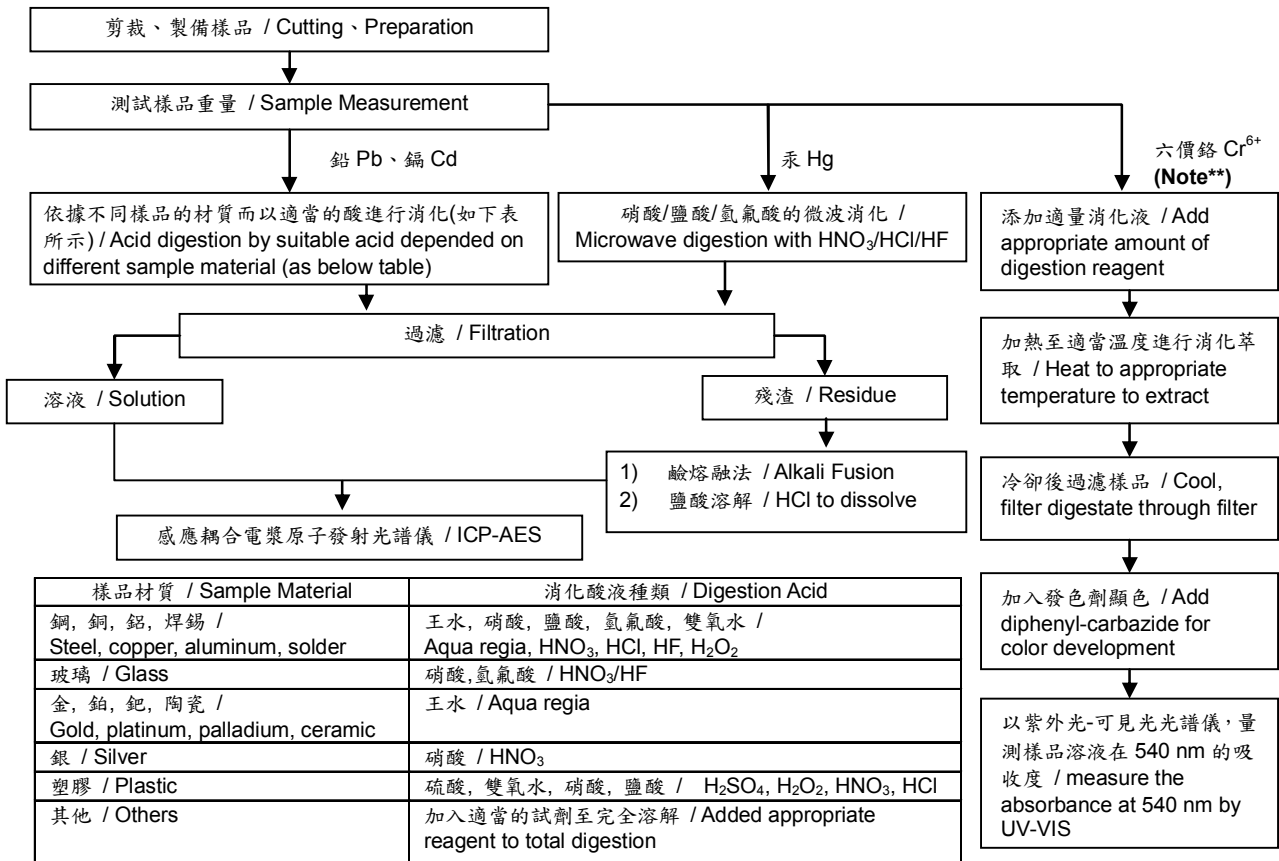 剪裁、製備樣品 / Cutting、Preparation
測試樣品重量 / Sample Measurement
鉛 Pb、鎘 Cd
汞 Hg
六價鉻 Cr⁶⁺
(Note**)
依據不同樣品的材質而以適當的酸進行消化(如下表
所示) / Acid digestion by suitable acid depended on
different sample material (as below table)
硝酸/鹽酸/氫氟酸的微波消化 /
Microwave digestion with HNO₃/HCl/HF
添加適量消化液 / Add
appropriate amount of
digestion reagent
過濾 / Filtration
加熱至適當溫度進行消化萃
取 / Heat to appropriate
temperature to extract
溶液 / Solution
殘渣 / Residue
1) 鹼熔融法 / Alkali Fusion
2) 鹽酸溶解 / HCl to dissolve
冷卻後過濾樣品 / Cool,
filter digestate through filter
感應耦合電漿原子發射光譜儀 / ICP-AES
加入發色劑顯色 / Add
diphenyl-carbazide for
color development
以紫外光-可見光光譜儀，量
測樣品溶液在 540 nm 的吸
收度 / measure the
absorbance at 540 nm by
UV-VIS
樣品材質 / Sample Material 消化酸液種類 / Digestion Acid
鋼, 銅, 鋁, 焊錫 / 王水, 硝酸, 鹽酸, 氫氟酸, 雙氧水 /
Steel, copper, aluminum, solder Aqua regia, HNO₃, HCl, HF, H₂O₂
玻璃 / Glass 硝酸,氫氟酸 / HNO₃/HF
金, 鉑, 鈀, 陶瓷 / 王水 / Aqua regia
Gold, platinum, palladium, ceramic
銀 / Silver 硝酸 / HNO₃
塑膠 / Plastic 硫酸, 雙氧水, 硝酸, 鹽酸 / H₂SO₄, H₂O₂, HNO₃, HCl
其他 / Others 加入適當的試劑至完全溶解 / Added appropriate
reagent to total digestion